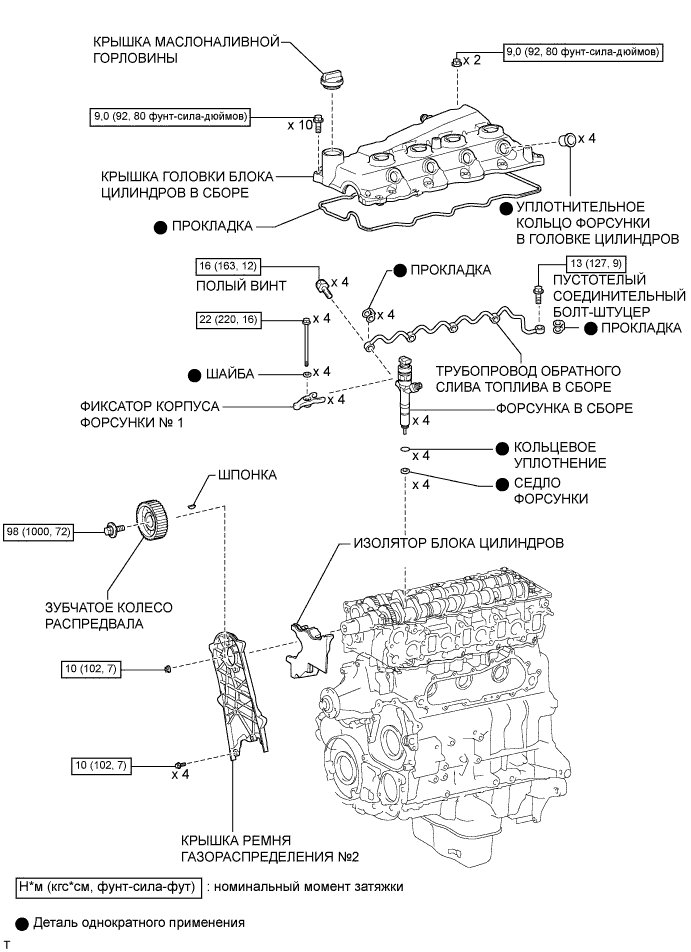 КРЫШКА МАСЛОНАЛИВНОЙ
ГОРЛОВИНЫ
9,0 (92, 80 фунт-сила-дюймов)
x 2
9,0 (92, 80 фунт-сила-дюймов)
x 10
x 4
КРЫШКА ГОЛОВКИ БЛОКА
ЦИЛИНДРОВ В СБОРЕ
ПРОКЛАДКА
УПЛОТНИТЕЛЬНОЕ
КОЛЬЦО ФОРСУНКИ
В ГОЛОВКЕ ЦИЛИНДРОВ
16 (163, 12)
ПОЛЫЙ ВИНТ
x 4
ПРОКЛАДКА
x 4
13 (127, 9)
ПУСТОТЕЛЫЙ
СОЕДИНИТЕЛЬНЫЙ
БОЛТ-ШТУЦЕР
ПРОКЛАДКА
22 (220, 16)
x 4
ШАЙБА
x 4
ТРУБОПРОВОД ОБРАТНОГО
СЛИВА ТОПЛИВА В СБОРЕ
ФИКСАТОР КОРПУСА
ФОРСУНКИ № 1
x 4
ФОРСУНКА В СБОРЕ
x 4
КОЛЬЦЕВОЕ
УПЛОТНЕНИЕ
x 4
СЕДЛО
ФОРСУНКИ
x 4
ШПОНКА
98 (1000, 72)
ИЗОЛЯТОР БЛОКА ЦИЛИНДРОВ
ЗУБЧАТОЕ КОЛЕСО
РАСПРЕДВАЛА
10 (102, 7)
10 (102, 7)
x 4
КРЫШКА РЕМНЯ
ГАЗОРАСПРЕДЕЛЕНИЯ №2
Н*м (кгс*см, фунт-сила-фут) : номинальный момент затяжки
Деталь однократного применения
T